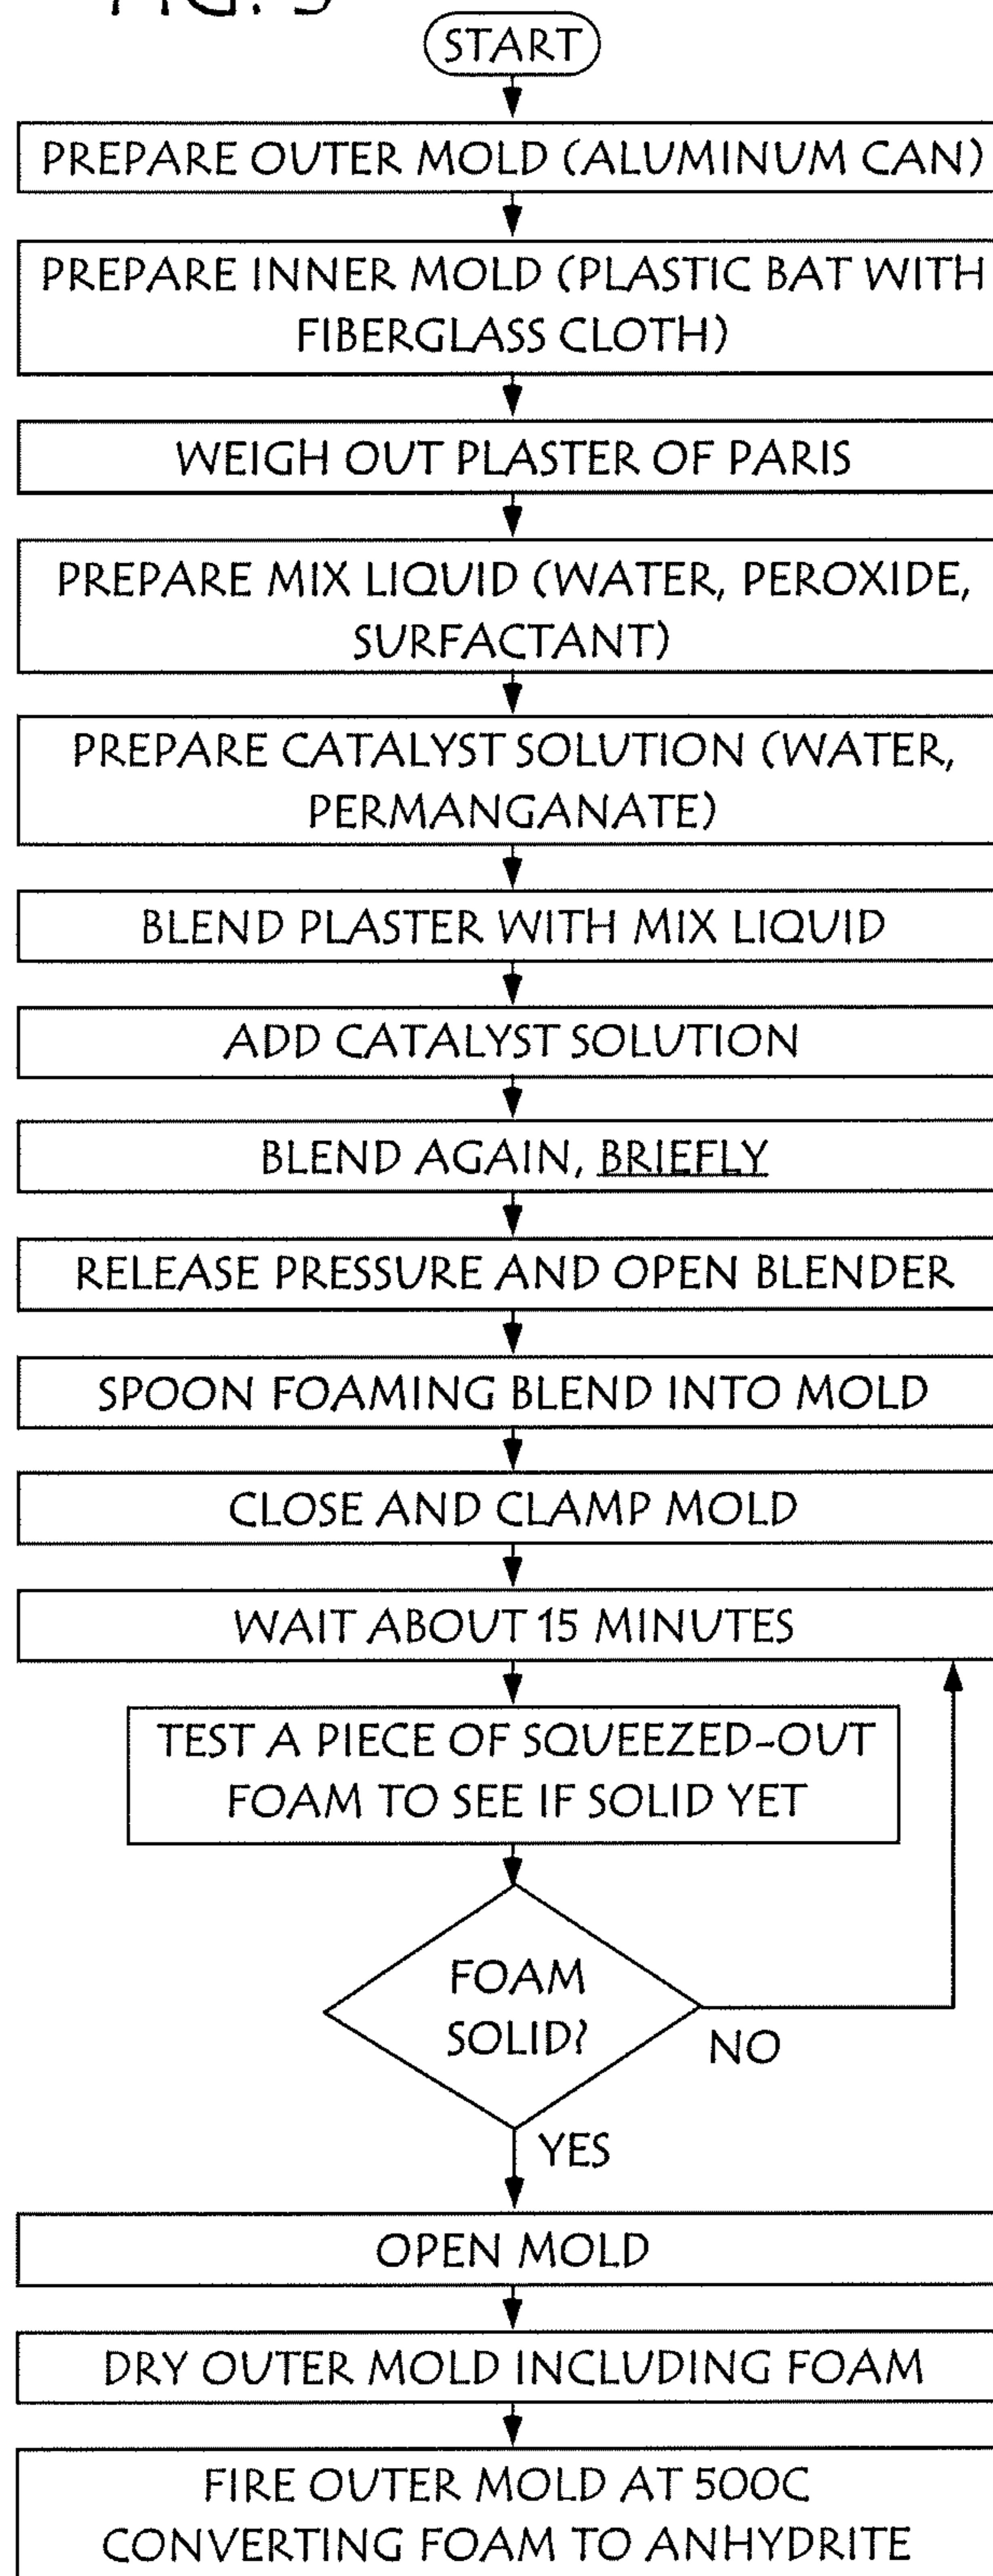 FIG. 5
START
PREPARE OUTER MOLD (ALUMINUM CAN)
PREPARE INNER MOLD (PLASTIC BAT WITH
FIBERGLASS CLOTH)
WEIGH OUT PLASTER OF PARIS
PREPARE MIX LIQUID (WATER, PEROXIDE,
SURFACTANT)
PREPARE CATALYST SOLUTION (WATER,
PERMANGANATE)
BLEND PLASTER WITH MIX LIQUID
ADD CATALYST SOLUTION
BLEND AGAIN, BRIEFLY
RELEASE PRESSURE AND OPEN BLENDER
SPOON FOAMING BLEND INTO MOLD
CLOSE AND CLAMP MOLD
WAIT ABOUT 15 MINUTES
TEST A PIECE OF SQUEEZED-OUT
FOAM TO SEE IF SOLID YET
FOAM
SOLID?
NO
YES
OPEN MOLD
DRY OUTER MOLD INCLUDING FOAM
FIRE OUTER MOLD AT 500C
CONVERTING FOAM TO ANHYDRITE